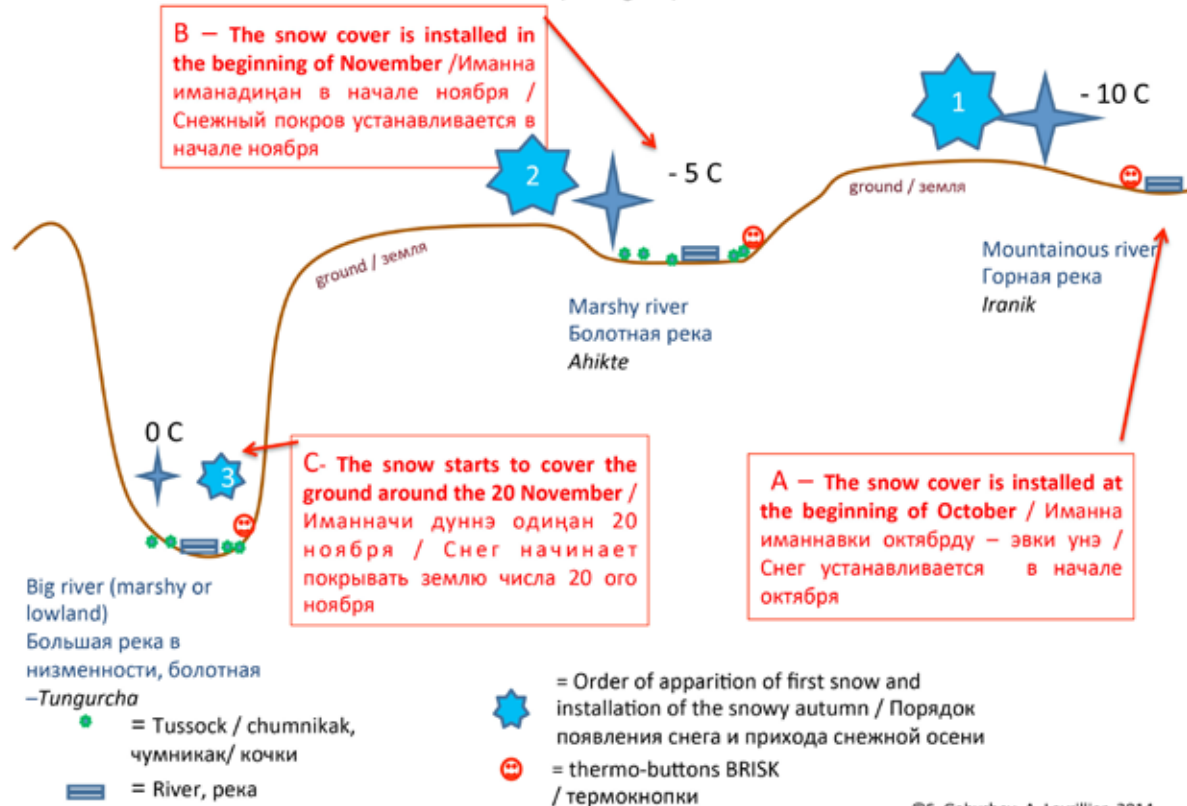 B – The snow cover is installed in
the beginning of November /Иманна
иманадиӊан в начале ноября /
Снежный покров устанавливается в
начале ноября
1
- 10 C
2
- 5 C
ground / земля
ground / земля
Mountainous river
Горная река
Iranik
Marshy river
Болотная река
Ahikte
0 C
3
C- The snow starts to cover the
ground around the 20 November /
Иманначи дуннэ одиӊан 20
ноября / Снег начинает
покрывать землю числа 20 ого
ноября
A – The snow cover is installed at
the beginning of October / Иманна
иманнавки октябрду – эвки унэ /
Снег устанавливается в начале
октября
Big river (marshy or
lowland)
Большая река в
низменности, болотная
–Tungurcha
= Tussock / chumnikak,
чумникак/ кочки
= River, река
= Order of apparition of first snow and
installation of the snowy autumn / Порядок
появления снега и прихода снежной осени
= thermo-buttons BRISK
/ термокнопки